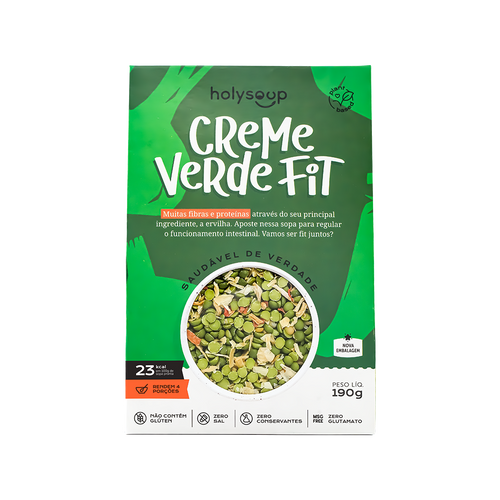 holysoup
plant
based
CREME
VERDE FIT
Muitas fibras e proteínas através do seu principal
ingrediente, a ervilha. Aposte nessa sopa para regular
o funcionamento intestinal. Vamos ser fit juntos?
SAUDÁVEL DE VERDADE
NOVA
EMBALAGEM
23 kcal
RENDEM 4
PORÇÕES
PESO LÍQ.
190g
NÃO CONTÉM
GLÚTEN
ZERO
SAL
ZERO
CONSERVANTES
MSG
FREE
ZERO
GLUTAMATO